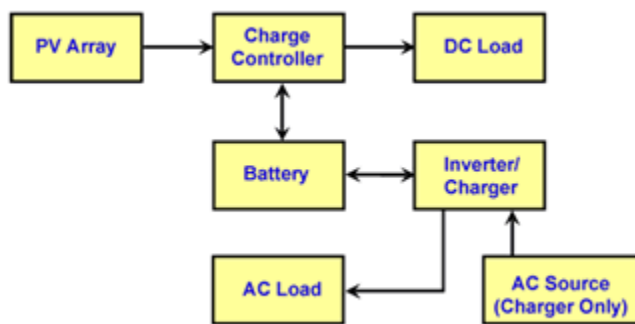 PV Array
Charge
Controller
DC Load
Battery
Inverter/
Charger
AC Load
AC Source
(Charger Only)